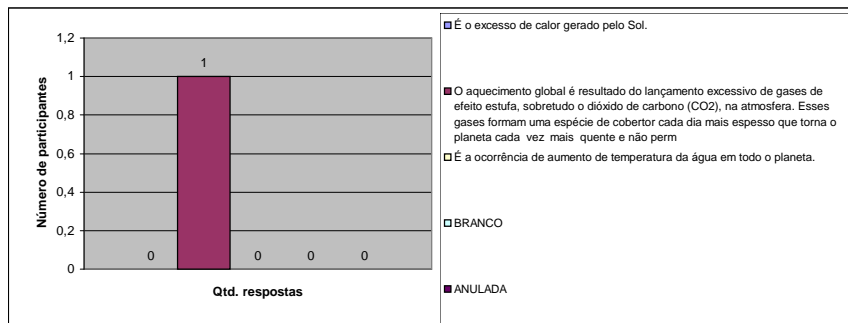 Número de participantes
1,2
1
0,8
0,6
0,4
0,2
0
0
1
0
0
0
Qtd. respostas
É o excesso de calor gerado pelo Sol.
O aquecimento global é resultado do lançamento excessivo de gases de
efeito estufa, sobretudo o dióxido de carbono (CO2), na atmosfera. Esses
gases formam uma espécie de cobertor cada dia mais espesso que torna o
planeta cada vez mais quente e não perm
É a ocorrência de aumento de temperatura da água em todo o planeta.
BRANCO
ANULADA